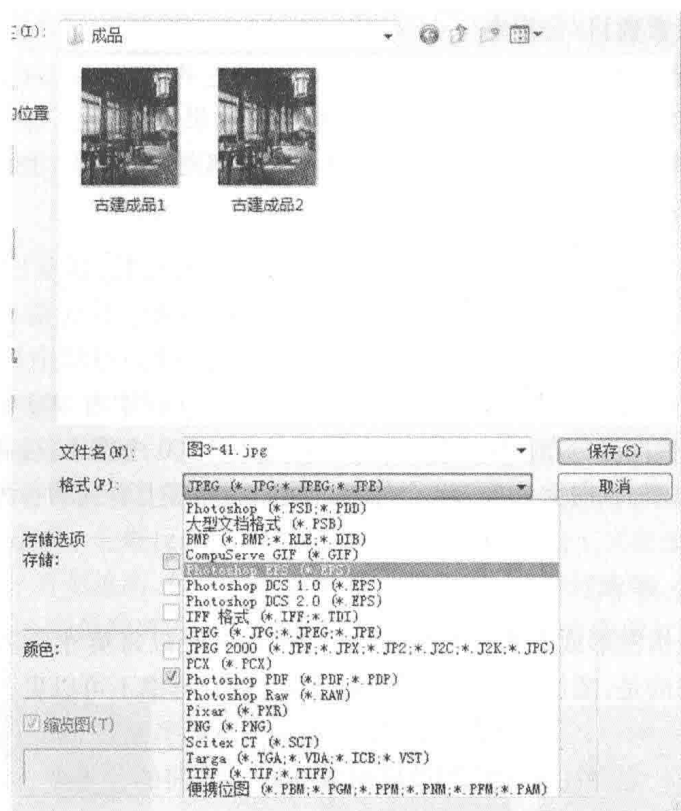 成品
的位置
古建成品1
古建成品2
文件名(N):
图3-41.jpg
保存(S)
格式(F):
JPEG (*.JPG;*.JPEG;*.JPE)
取消
Photoshop (*.PSD;*.PDD)
大型文档格式 (*.PSB)
BMP (*.BMP;*.RLE;*.DIB)
CompuServe GIF (*.GIF)
Photoshop EPS (*.EPS)
Photoshop DCS 1.0 (*.EPS)
Photoshop DCS 2.0 (*.EPS)
IFF 格式 (*.IFF;*.TDI)
JPEG (*.JPG;*.JPEG;*.JPE)
JPEG 2000 (*.JPF;*.JPX;*.JP2;*.J2C;*.J2K;*.JPC)
PCX (*.PCX)
Photoshop PDF (*.PDF;*.PDP)
Photoshop Raw (*.RAW)
Pixar (*.PXR)
PNG (*.PNG)
Scitex CT (*.SCT)
Targa (*.TGA;*.VDA;*.ICB;*.VST)
TIFF (*.TIF;*.TIFF)
便携位图 (*.PBM;*.PGM;*.PPM;*.PNM;*.PFM;*.PAM)
存储选项
存储:
颜色:
缩览图(T)